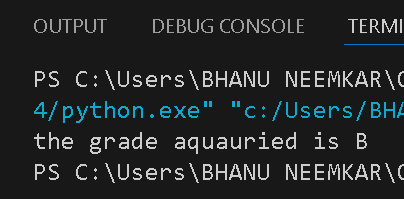 OUTPUT DEBUG CONSOLE TERMI
PS C:\Users\BHANU NEEMKAR\
4/python.exe" "c:/Users/BHA
the grade aquauried is B
PS C:\Users\BHANU NEEMKAR\